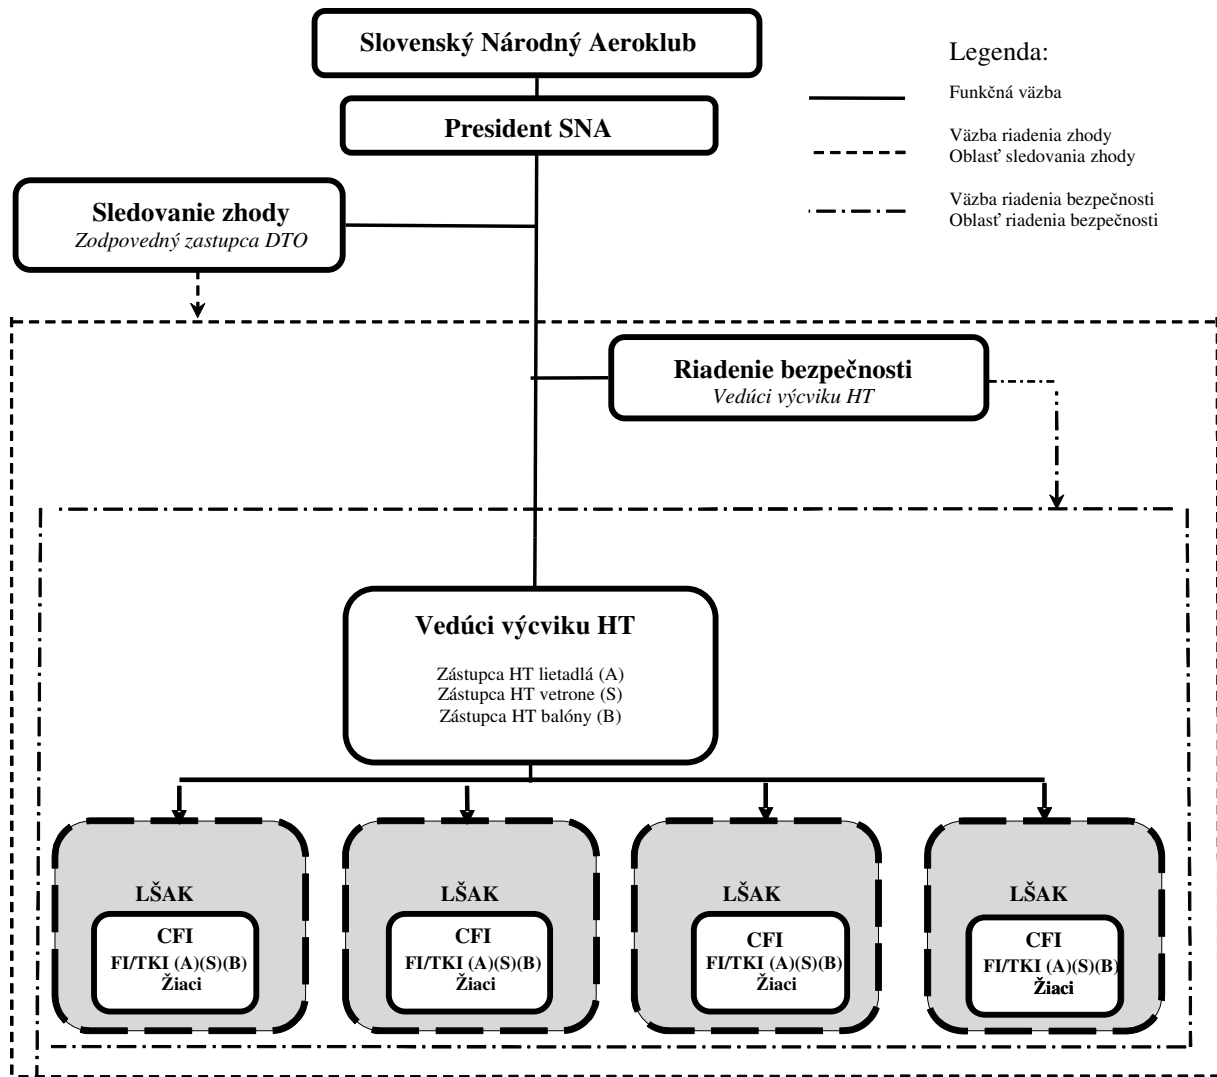 Slovenský Národný Aeroklub
President SNA
Legenda:
Funkčná väzba
Väzba riadenia zhody
Oblasť sledovania zhody
Väzba riadenia bezpečnosti
Oblasť riadenia bezpečnosti
Sledovanie zhody
Zodpovedný zastupca DTO
Riadenie bezpečnosti
Vedúci výcviku HT
Vedúci výcviku HT
Zástupca HT lietadlá (A)
Zástupca HT vetrone (S)
Zástupca HT balóny (B)
LŠAK
CFI
FI/TKI (A)(S)(B)
Žiaci
LŠAK
CFI
FI/TKI (A)(S)(B)
Žiaci
LŠAK
CFI
FI/TKI (A)(S)(B)
Žiaci
LŠAK
CFI
FI/TKI (A)(S)(B)
Žiaci